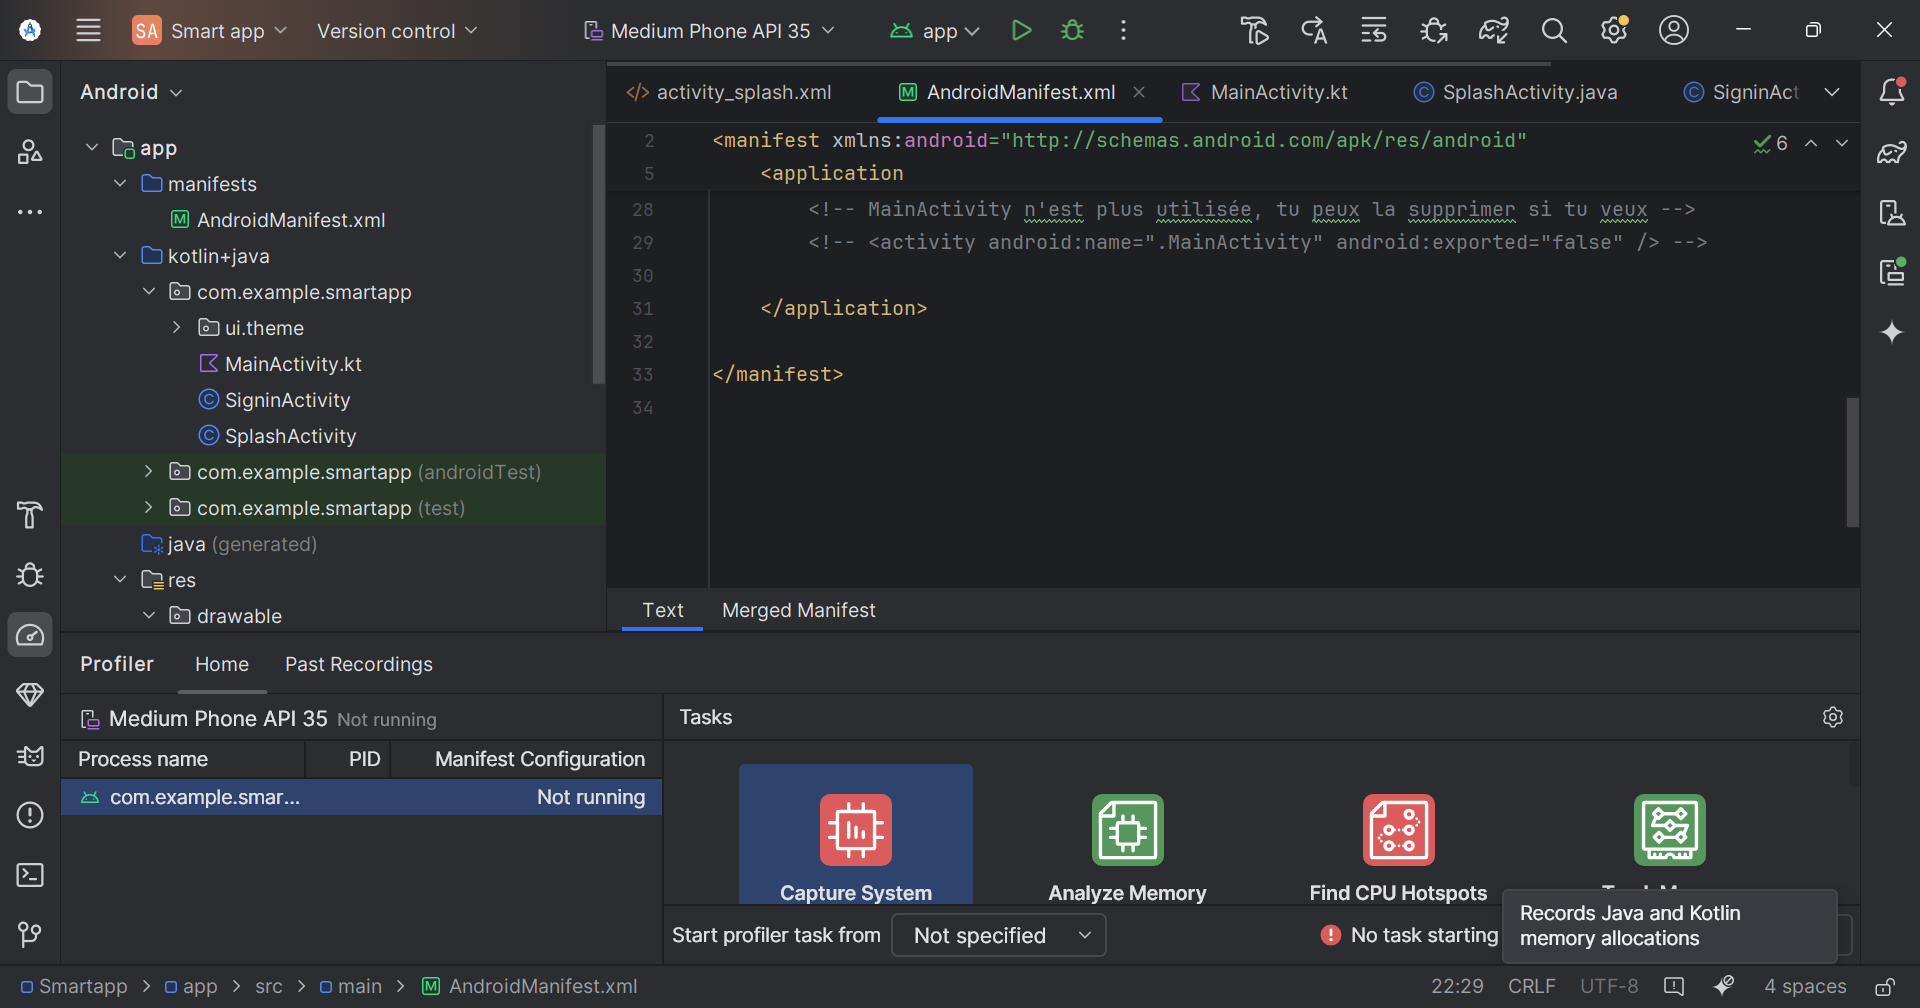 SA Smart app Version control Medium Phone API 35 app
Android
activity_splash.xml AndroidManifest.xml MainActivity.kt SplashActivity.java SigninAct
app
manifests
AndroidManifest.xml
kotlin+java
com.example.smartapp
ui.theme
MainActivity.kt
SigninActivity
SplashActivity
com.example.smartapp (androidTest)
com.example.smartapp (test)
java (generated)
res
drawable
2 <manifest xmlns:android="http://schemas.android.com/apk/res/android"
6
5 <application
28 <!-- MainActivity n'est plus utilisée, tu peux la supprimer si tu veux -->
29 <!-- <activity android:name=".MainActivity" android:exported="false" /> -->
30
31 </application>
32
33 </manifest>
34
Text Merged Manifest
Profiler Home Past Recordings
Medium Phone API 35 Not running
Process name PID Manifest Configuration
com.example.smar... Not running
Tasks
Capture System Analyze Memory Find CPU Hotspots
Start profiler task from Not specified No task starting
Records Java and Kotlin
memory allocations
Smartapp > app > src > main > AndroidManifest.xml 22:29 CRLF UTF-8 4 spaces